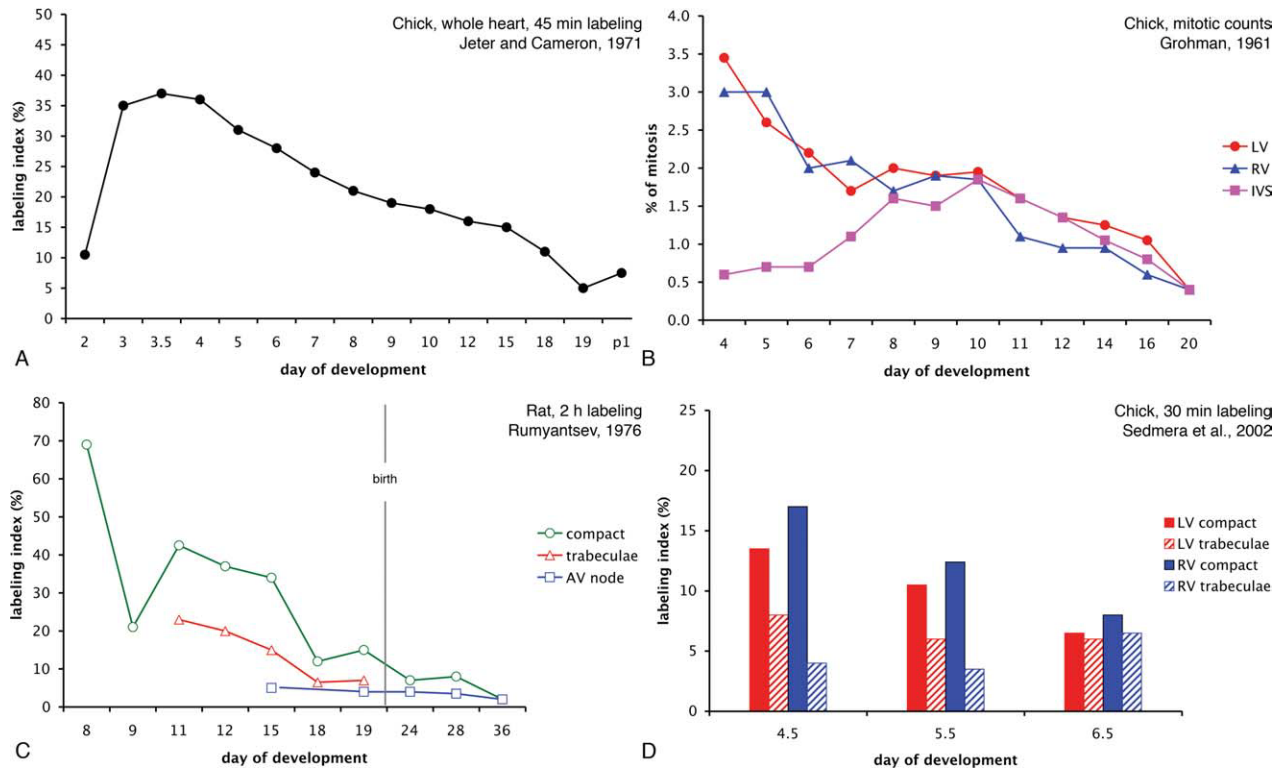 Chick, whole heart, 45 min labeling
Jeter and Cameron, 1971
50
45
40
35
30
25
20
15
10
5
0
labeling index (%)
2 3 3.5 4 5 6 7 8 9 10 12 15 18 19 p1
day of development
A
Chick, mitotic counts
Grohman, 1961
4.0
3.5
3.0
2.5
2.0
1.5
1.0
0.5
0.0
% of mitosis
LV
RV
IVS
4 5 6 7 8 9 10 11 12 14 16 20
day of development
B
Rat, 2 h labeling
Rumyantsev, 1976
80
70
60
50
40
30
20
10
0
labeling index (%)
birth
compact
trabeculae
AV node
8 9 11 12 15 18 19 24 28 36
day of development
C
Chick, 30 min labeling
Sedmera et al., 2002
25
20
15
10
5
0
labeling index (%)
LV compact
LV trabeculae
RV compact
RV trabeculae
4.5 5.5 6.5
day of development
D